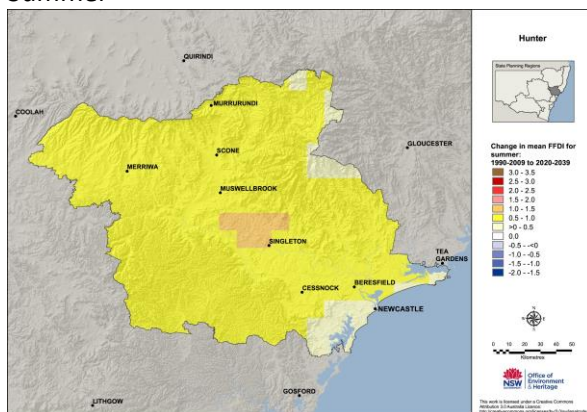 Summer
Hunter
State Planning Regions
QUIRINDI
COOLAH
MURRURUNDI
GLOUCESTER
SCONE
MERRIWA
MUSWELLBROOK
SINGLETON
TEA
GARDENS
CESSNOCK
BERESFIELD
NEWCASTLE
GOSFORD
LITHGOW
Change in mean FFDI for
summer:
1990-2009 to 2020-2039
3.0 - 3.5
2.5 - 3.0
2.0 - 2.5
1.5 - 2.0
1.0 - 1.5
0.5 - 1.0
>0 - 0.5
0.0
-0.5 - <0
-1.0 - -0.5
-1.5 - -1.0
-2.0 - -1.5
0 10 20 30 40 50
Kilometres
NSW
GOVERNMENT
Office of
Environment
& Heritage
This work is licensed under a Creative Commons
Attribution 3.0 Australia Licence: